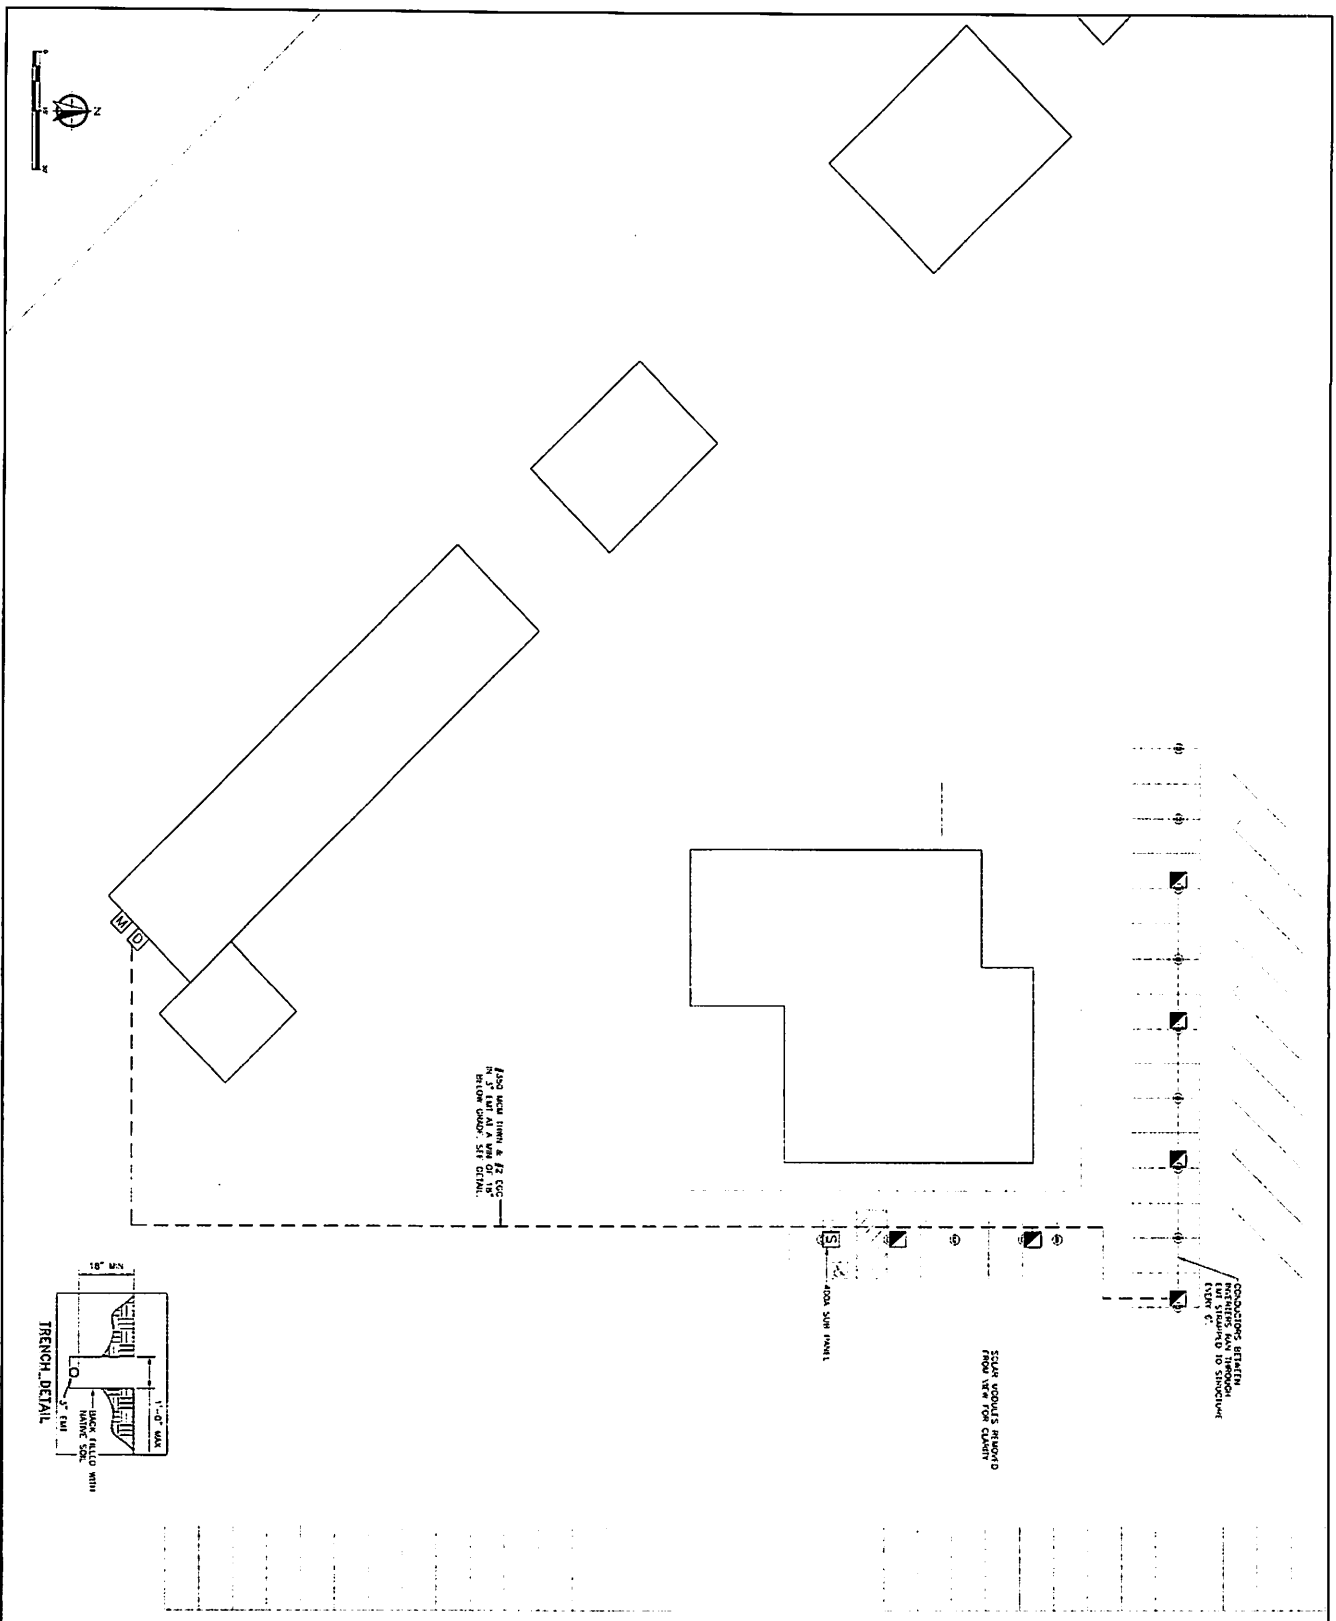 N
CONDUCTORS BETWEEN
INVERTERS RAN THROUGH
EMT STRAPPED TO STRUCTURE
EVERY 6'.
SOLAR MODULES REMOVED
FROM VIEW FOR CLARITY
400A SUB PANEL
S
#350 MCM THWN & #2 EGC
IN 3" EMT AT A MIN OF 18"
BELOW GRADE. SEE DETAIL.
M
D
18" MIN
1'-0" MAX
BACK FILLED WITH
NATIVE SOIL
3" EMT
TRENCH DETAIL